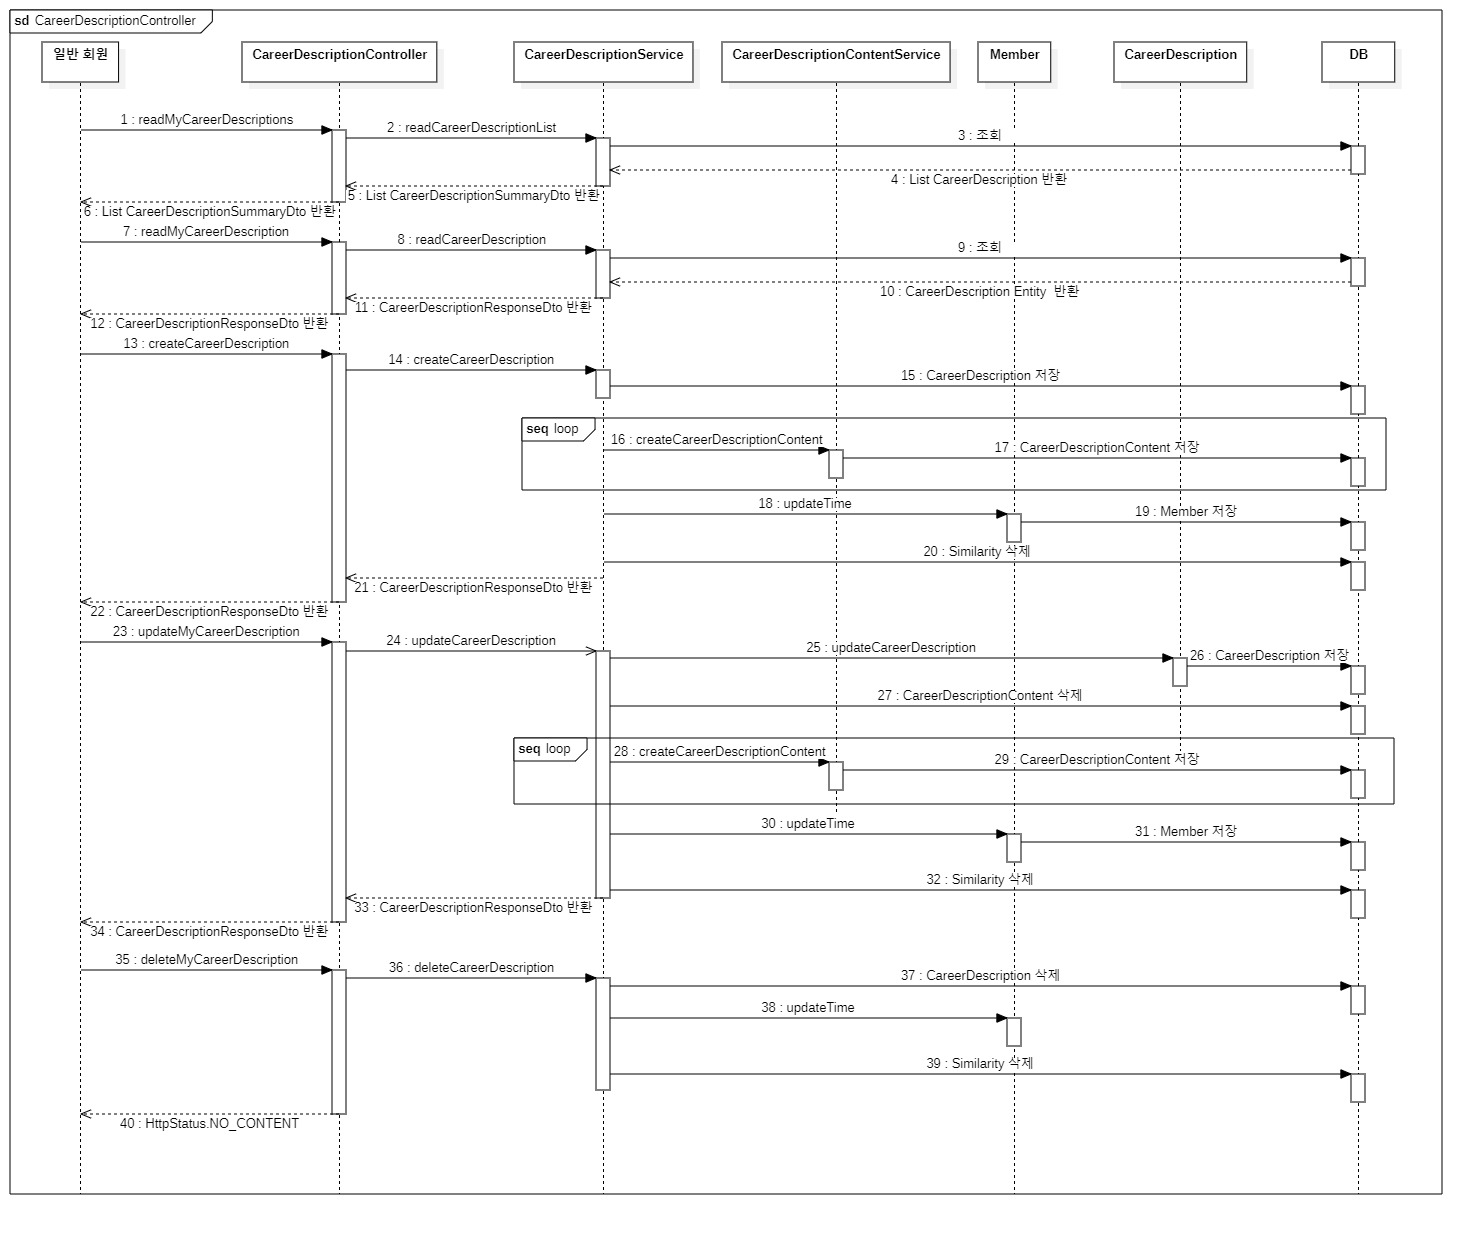 sd CareerDescriptionController
일반 회원
CareerDescriptionController
CareerDescriptionService
CareerDescriptionContentService
Member
CareerDescription
DB
1 : readMyCareerDescriptions
2 : readCareerDescriptionList
3 : 조회
4 : List CareerDescription 반환
5 : List CareerDescriptionSummaryDto 반환
6 : List CareerDescriptionSummaryDto 반환
7 : readMyCareerDescription
8 : readCareerDescription
9 : 조회
10 : CareerDescription Entity 반환
11 : CareerDescriptionResponseDto 반환
12 : CareerDescriptionResponseDto 반환
13 : createCareerDescription
14 : createCareerDescription
15 : CareerDescription 저장
seq loop
16 : createCareerDescriptionContent
17 : CareerDescriptionContent 저장
18 : updateTime
19 : Member 저장
20 : Similarity 삭제
21 : CareerDescriptionResponseDto 반환
22 : CareerDescriptionResponseDto 반환
23 : updateMyCareerDescription
24 : updateCareerDescription
25 : updateCareerDescription
26 : CareerDescription 저장
27 : CareerDescriptionContent 삭제
seq loop
28 : createCareerDescriptionContent
29 : CareerDescriptionContent 저장
30 : updateTime
31 : Member 저장
32 : Similarity 삭제
33 : CareerDescriptionResponseDto 반환
34 : CareerDescriptionResponseDto 반환
35 : deleteMyCareerDescription
36 : deleteCareerDescription
37 : CareerDescription 삭제
38 : updateTime
39 : Similarity 삭제
40 : HttpStatus.NO_CONTENT